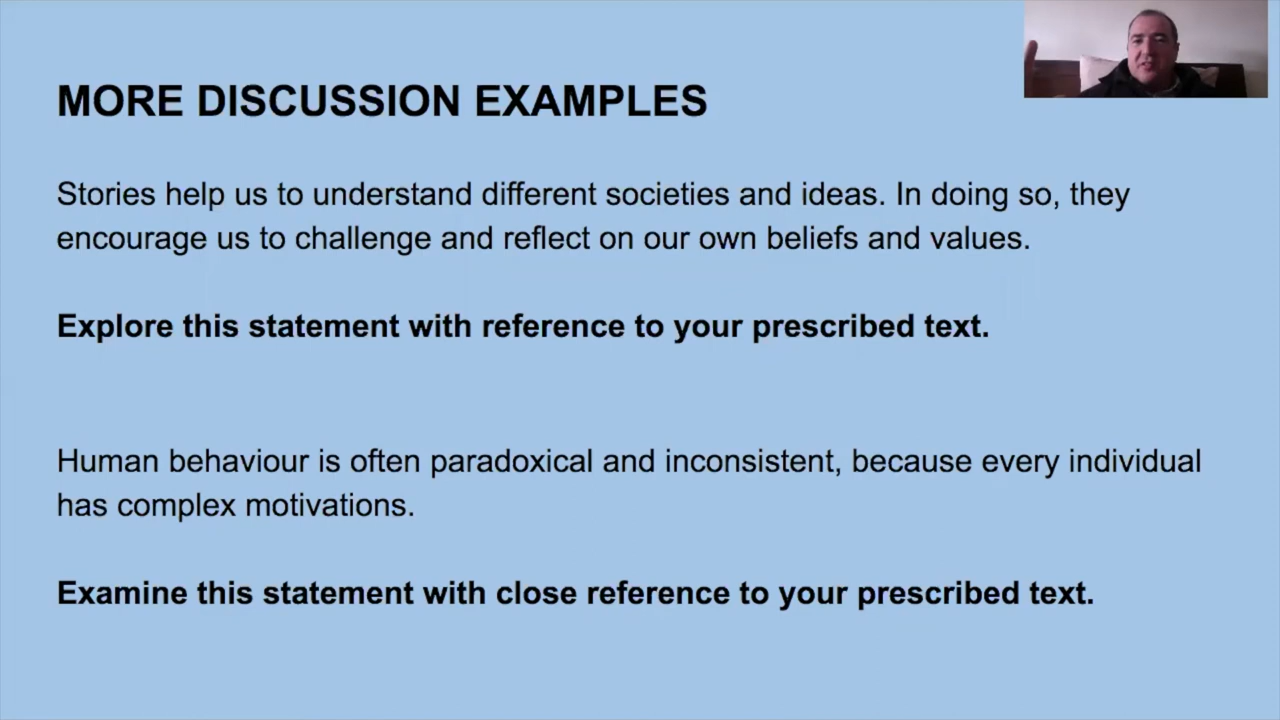 MORE DISCUSSION EXAMPLES
Stories help us to understand different societies and ideas. In doing so, they
encourage us to challenge and reflect on our own beliefs and values.
Explore this statement with reference to your prescribed text.
Human behaviour is often paradoxical and inconsistent, because every individual
has complex motivations.
Examine this statement with close reference to your prescribed text.